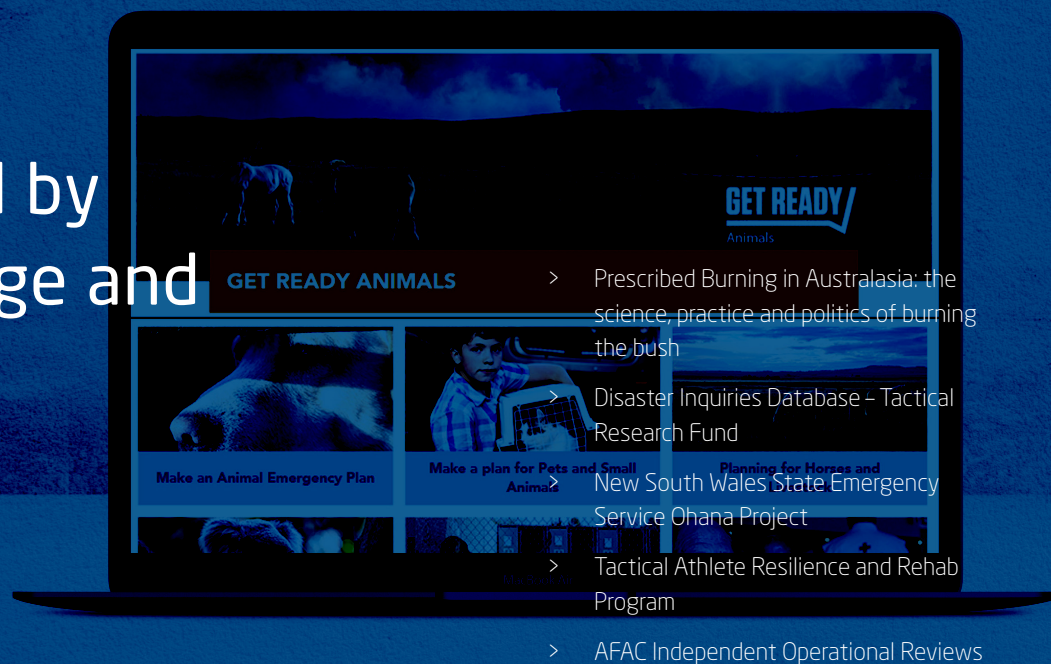 l by
ge and
GET READY
Animals
GET READY ANIMALS
Make an Animal Emergency Plan
Make a plan for Pets and Small
Animals
Planning for Horses and
> Prescribed Burning in Australasia: the
science, practice and politics of burning
the bush
> Disaster Inquiries Database – Tactical
Research Fund
> New South Wales State Emergency
Service Ohana Project
> Tactical Athlete Resilience and Rehab
Program
> AFAC Independent Operational Reviews